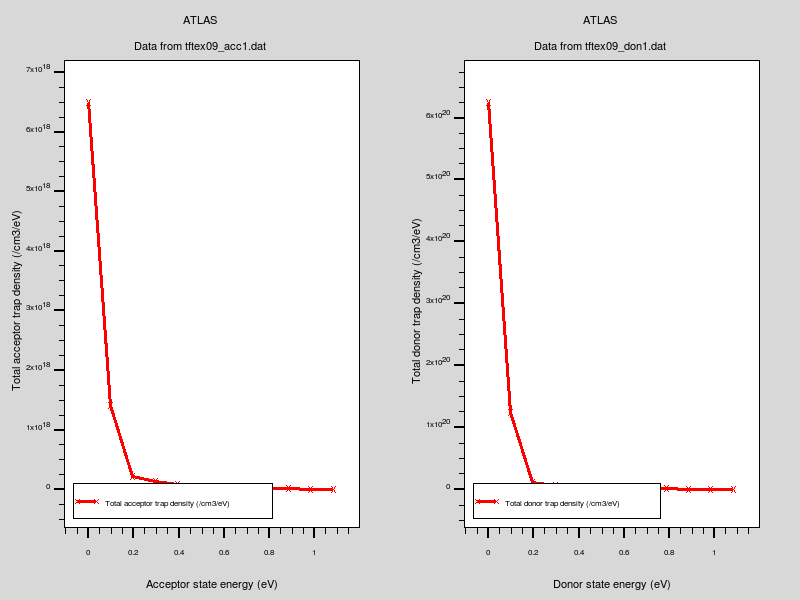 ATLAS
Data from tftex09_acc1.dat
Total acceptor trap density (/cm3/eV)
7x10^18
6x10^18
5x10^18
4x10^18
3x10^18
2x10^18
1x10^18
0
Total acceptor trap density (/cm3/eV)
0 0.2 0.4 0.6 0.8 1
Acceptor state energy (eV)
ATLAS
Data from tftex09_don1.dat
Total donor trap density (/cm3/eV)
6x10^20
5x10^20
4x10^20
3x10^20
2x10^20
1x10^20
0
Total donor trap density (/cm3/eV)
0 0.2 0.4 0.6 0.8 1
Donor state energy (eV)